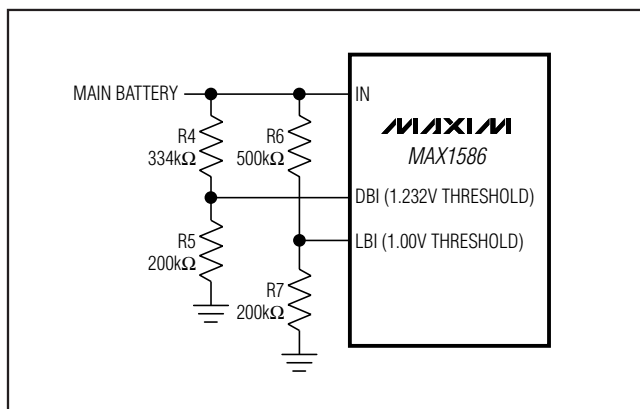 MAIN BATTERY
IN
R4
334kΩ
R6
500kΩ
MAXIM
MAX1586
DBI (1.232V THRESHOLD)
R5
200kΩ
LBI (1.00V THRESHOLD)
R7
200kΩ